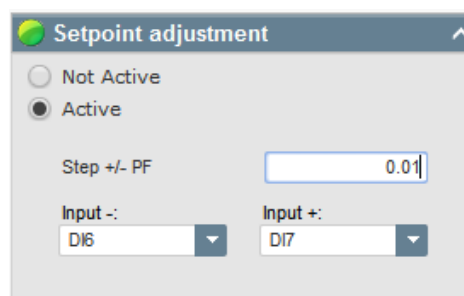 Setpoint adjustment
Not Active
Active
Step +/- PF 0.01
Input -: Input +:
DI6 DI7